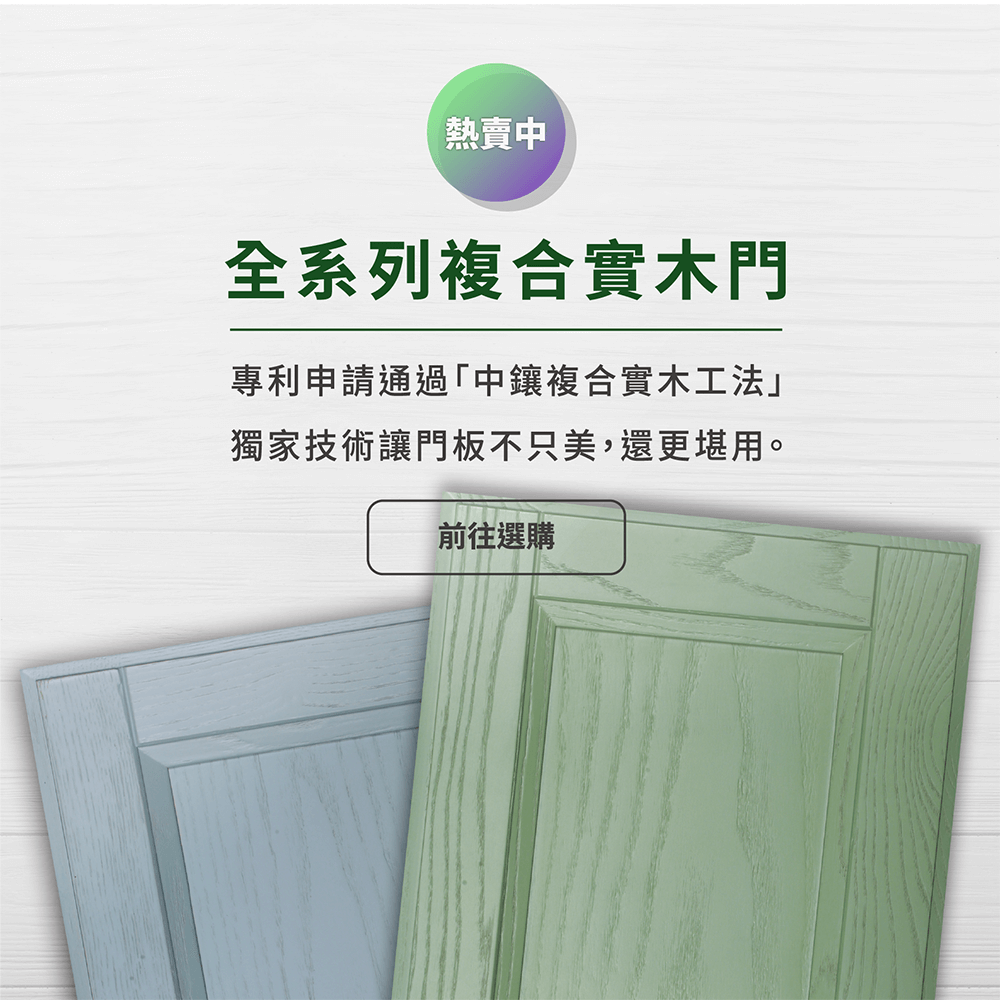 熱賣中
全系列複合實木門
專利申請通過「中鑲複合實木工法」
獨家技術讓門板不只美，還更堪用。
前往選購